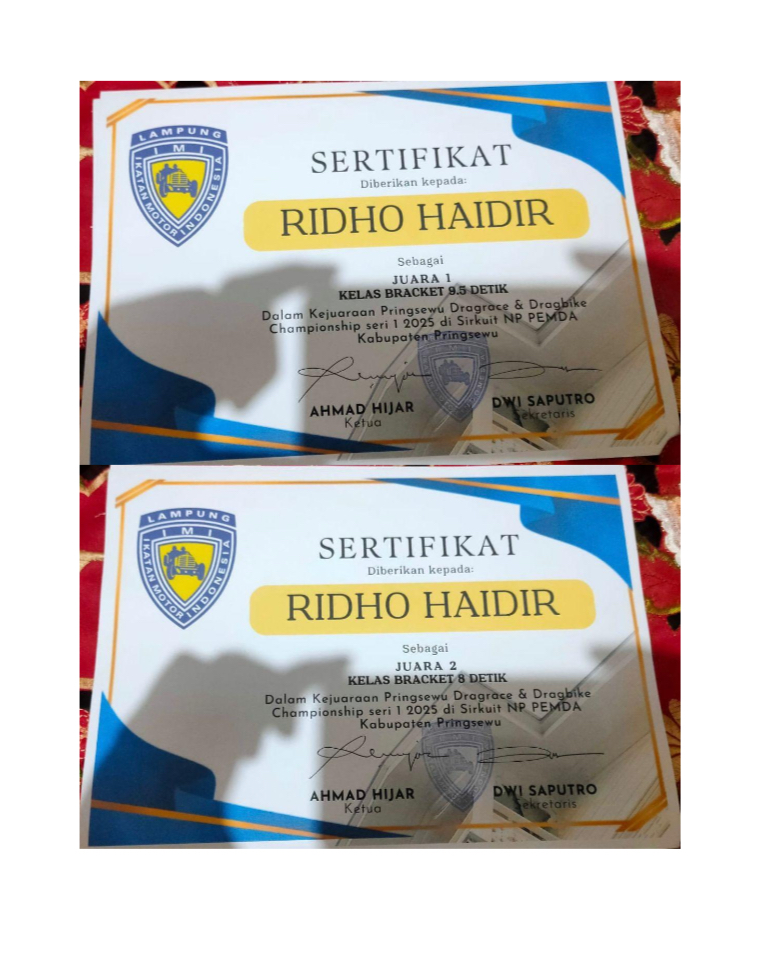 LAMPUNG
IMI
IKATAN MOTOR INDONESIA
SERTIFIKAT
Diberikan kepada:
RIDHO HAIDIR
Sebagai
JUARA 1
KELAS BRACKET 9.5 DETIK
Dalam Kejuaraan Pringsewu Dragrace & Dragbike
Championship seri 1 2025 di Sirkuit NP PEMDA
Kabupaten Pringsewu
AHMAD HIJAR
DWI SAPUTRO
Ketua
Sekretaris
LAMPUNG
IMI
IKATAN MOTOR INDONESIA
SERTIFIKAT
Diberikan kepada:
RIDHO HAIDIR
Sebagai
JUARA 2
KELAS BRACKET 8 DETIK
Dalam Kejuaraan Pringsewu Dragrace & Dragbike
Championship seri 1 2025 di Sirkuit NP PEMDA
Kabupaten Pringsewu
AHMAD HIJAR
DWI SAPUTRO
Ketua
Sekretaris